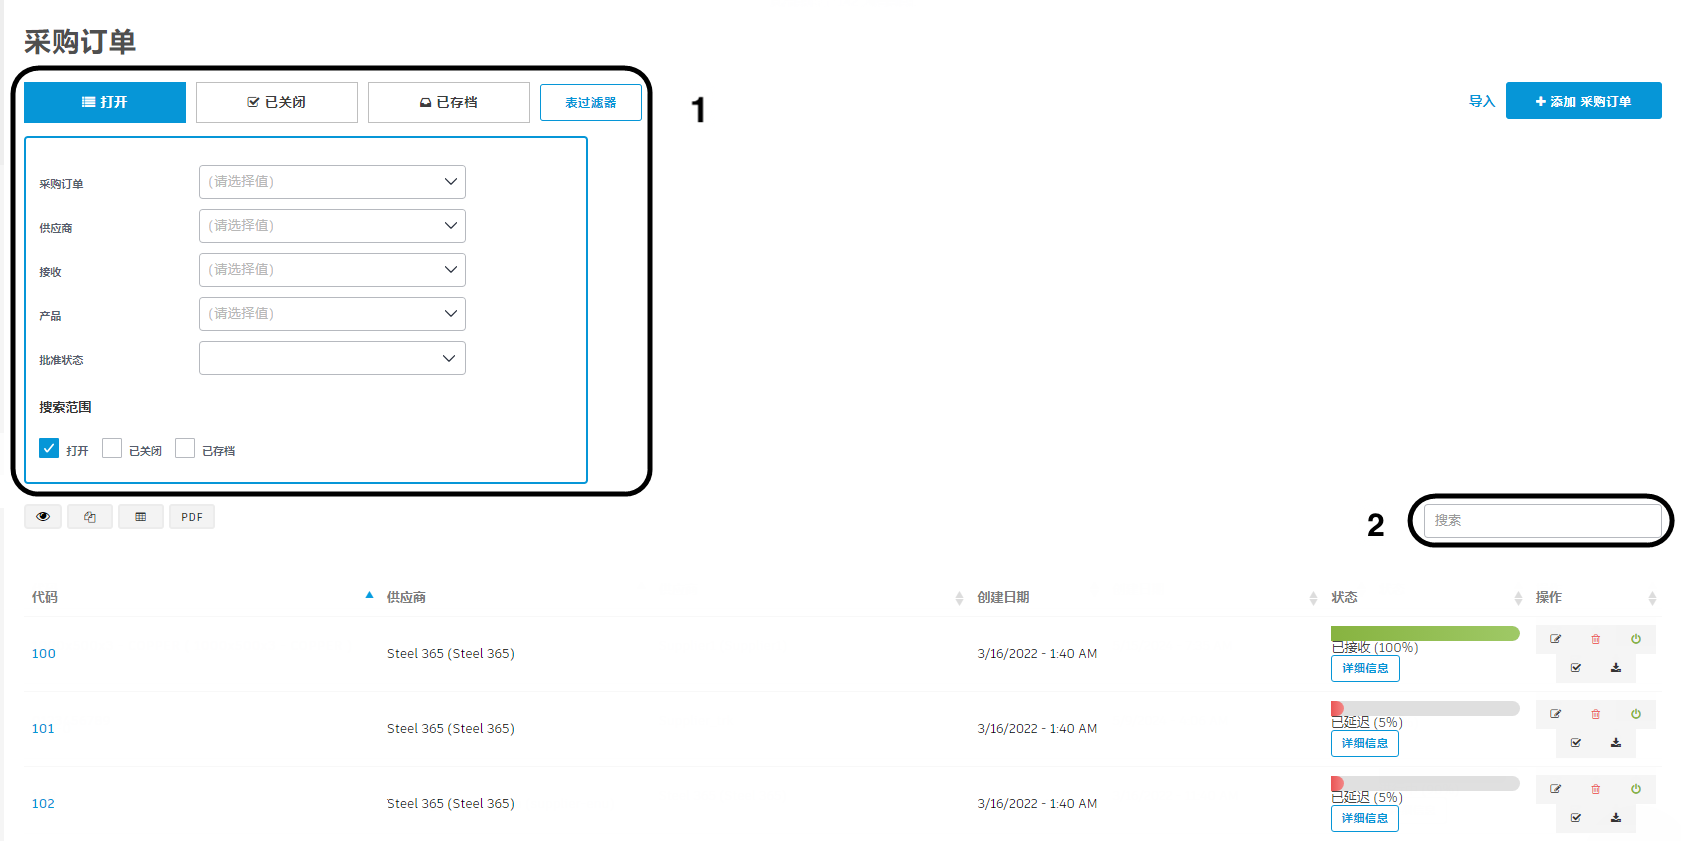 采购订单
打开 已关闭 已存档 表过滤器 1 导入 添加 采购订单
采购订单 (请选择值)
供应商 (请选择值)
接收 (请选择值)
产品 (请选择值)
批准状态
搜索范围
打开 已关闭 已存档
PDF 2 搜索
代码 供应商 创建日期 状态 操作
100 Steel 365 (Steel 365) 3/16/2022 - 1:40 AM 已接收 (100%)
详细信息
101 Steel 365 (Steel 365) 3/16/2022 - 1:40 AM 已延迟 (5%)
详细信息
102 Steel 365 (Steel 365) 3/16/2022 - 1:40 AM 已延迟 (5%)
详细信息